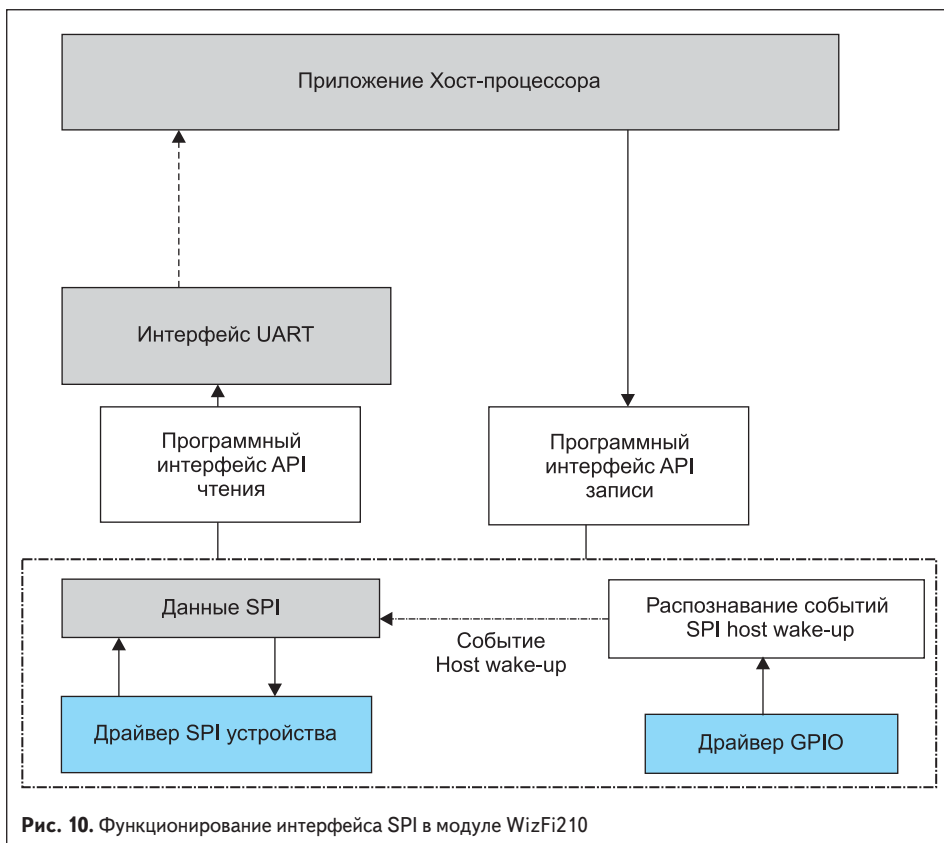 Приложение Хост-процессора
Интерфейс UART
Программный
интерфейс API
чтения
Программный
интерфейс API
записи
Данные SPI
Событие
Host wake-up
Распознавание событий
SPI host wake-up
Драйвер SPI устройства
Драйвер GPIO
Рис. 10. Функционирование интерфейса SPI в модуле WizFi210